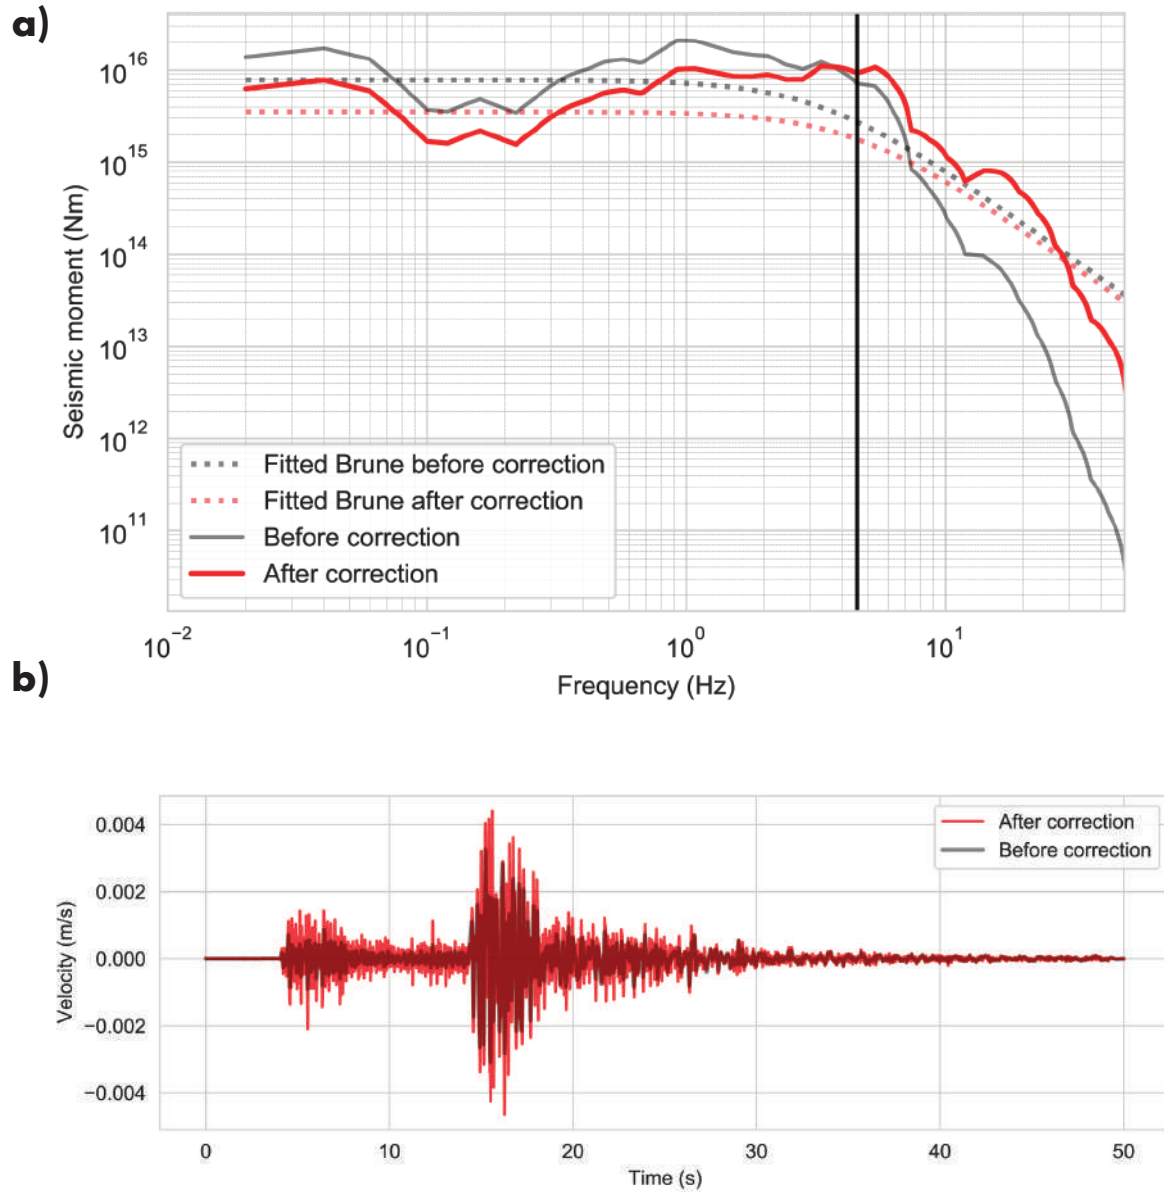 a)
10^16
10^15
10^14
10^13
10^12
10^11
Seismic moment (Nm)
Fitted Brune before correction
Fitted Brune after correction
Before correction
After correction
10^−2
10^−1
10^0
10^1
Frequency (Hz)
b)
0.004
0.002
0.000
−0.002
−0.004
Velocity (m/s)
After correction
Before correction
0
10
20
30
40
50
Time (s)